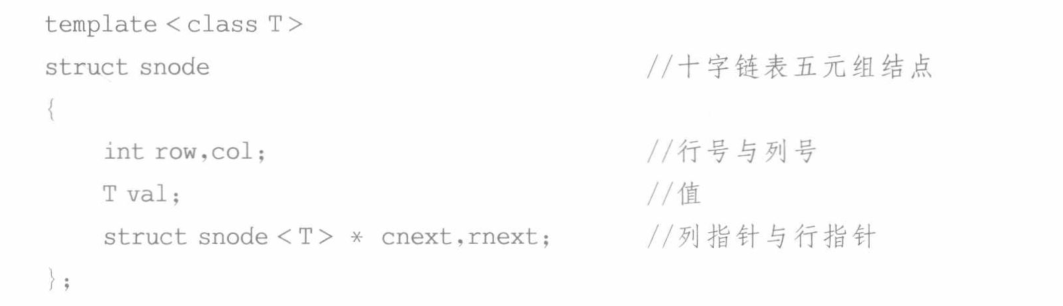 template <class T>
struct snode //十字链表五元组结点
{
int row,col; //行号与列号
T val; //值
struct snode <T> * cnext,rnext; //列指针与行指针
};